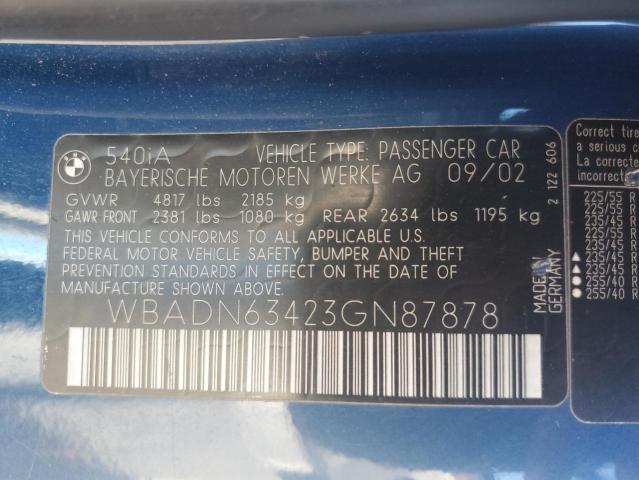 BMW
540iA VEHICLE TYPE: PASSENGER CAR
BAYERISCHE MOTOREN WERKE AG 09/02
GVWR 4817 lbs 2185 kg
GAWR FRONT 2381 lbs 1080 kg REAR 2634 lbs 1195 kg
THIS VEHICLE CONFORMS TO ALL APPLICABLE U.S.
FEDERAL MOTOR VEHICLE SAFETY, BUMPER AND THEFT
PREVENTION STANDARDS IN EFFECT ON THE DATE OF
MANUFACTURE SHOWN ABOVE.
WBADN63423GN87878
2 122 606
MADE IN
GERMANY
Correct tire
a serious c
La correcte
incorrect
225/55 R
225/55 R
225/55 R
235/45 R
235/45 R
255/40 R
255/40 R